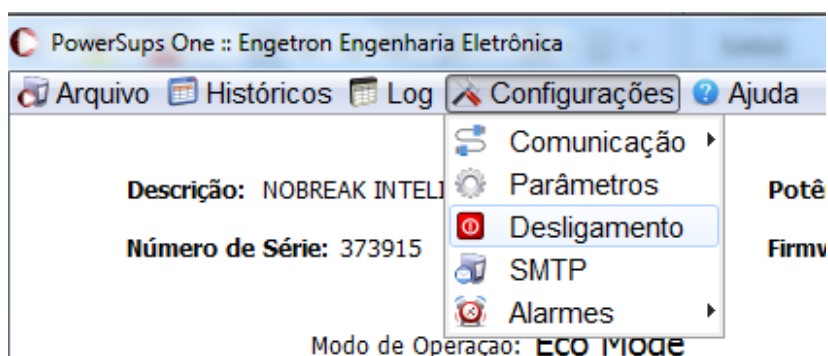 PowerSups One :: Engetron Engenharia Eletrônica
Arquivo Históricos Log Configurações Ajuda
Comunicação
Descrição: NOBREAK INTELI Parâmetros
Desligamento
Número de Série: 373915
SMTP
Alarmes
Modo de Operação: Eco Mode